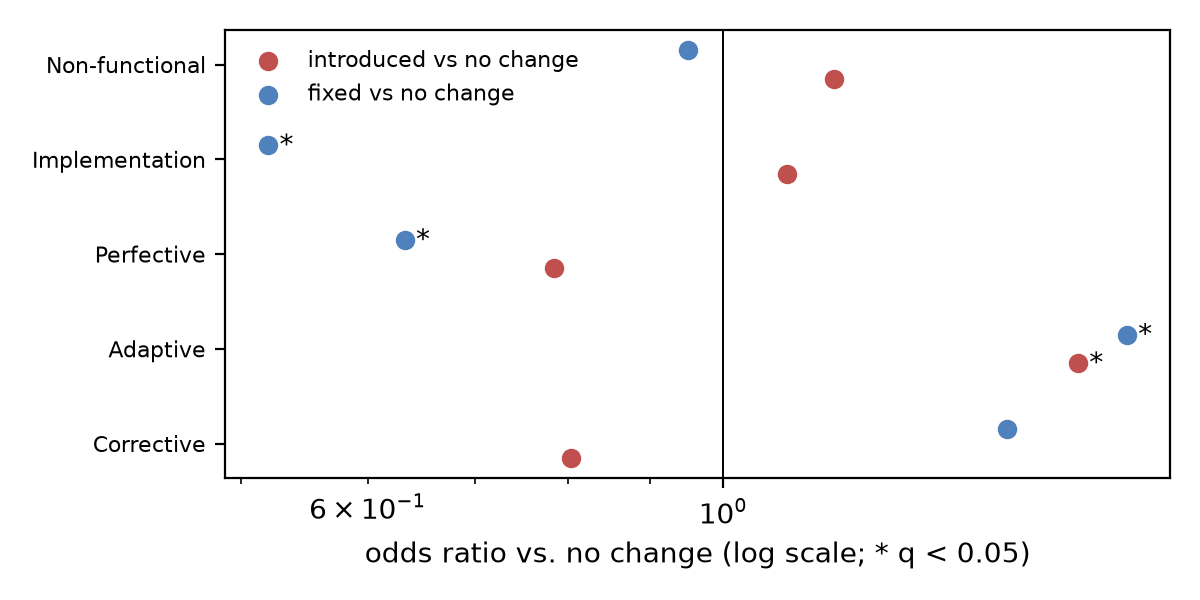 Non-functional
introduced vs no change
fixed vs no change
Implementation
*
Perfective
*
Adaptive
*
*
Corrective
6 × 10⁻¹
10⁰
odds ratio vs. no change (log scale; * q < 0.05)